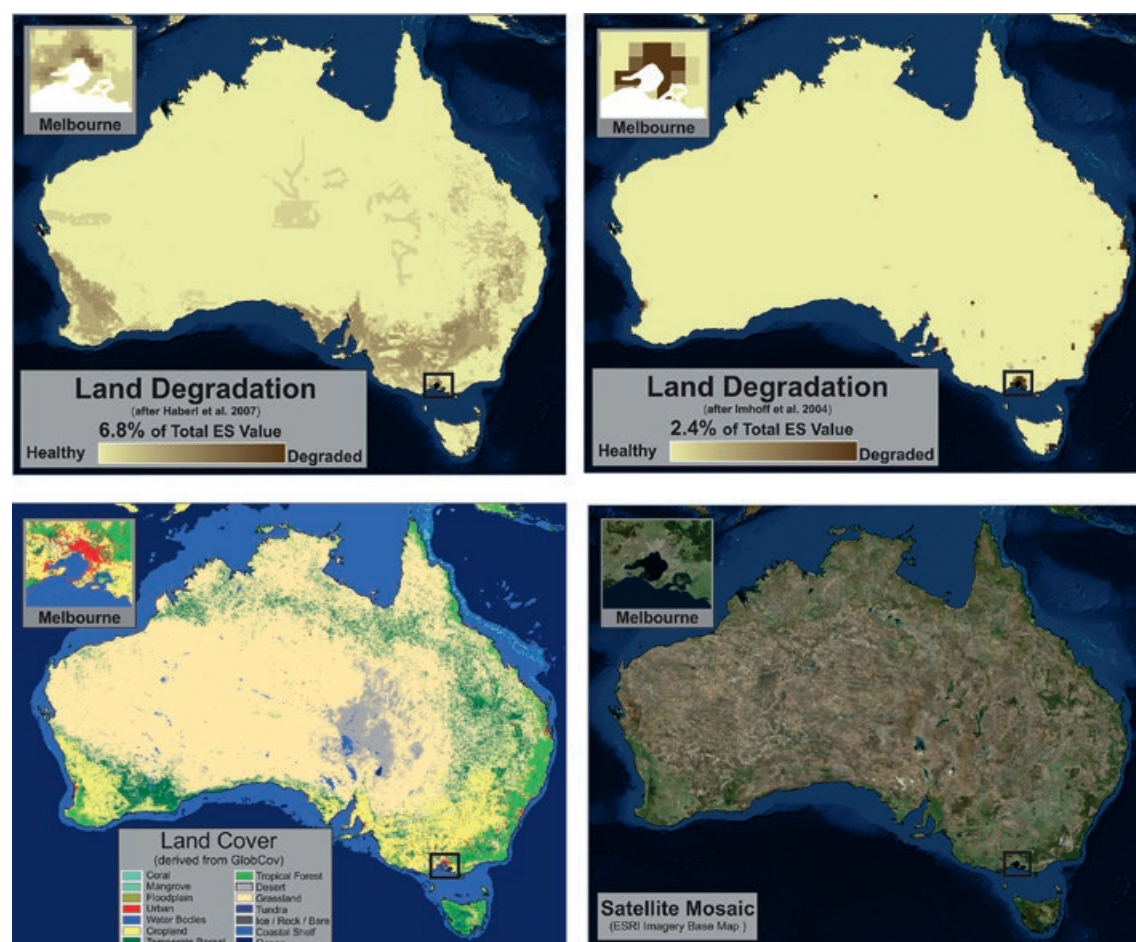 Melbourne
Land Degradation
(after Haberl et al. 2007)
6.8% of Total ES Value
Healthy
Degraded
Melbourne
Land Degradation
(after Imhoff et al. 2004)
2.4% of Total ES Value
Healthy
Degraded
Melbourne
Land Cover
(derived from GlobCov)
Coral
Mangrove
Floodplain
Urban
Water Bodies
Cropland
Tropical Forest
Desert
Grassland
Tundra
Ice / Rock / Bare
Coastal Shelf
Melbourne
Satellite Mosaic
(ESRI Imagery Base Map )